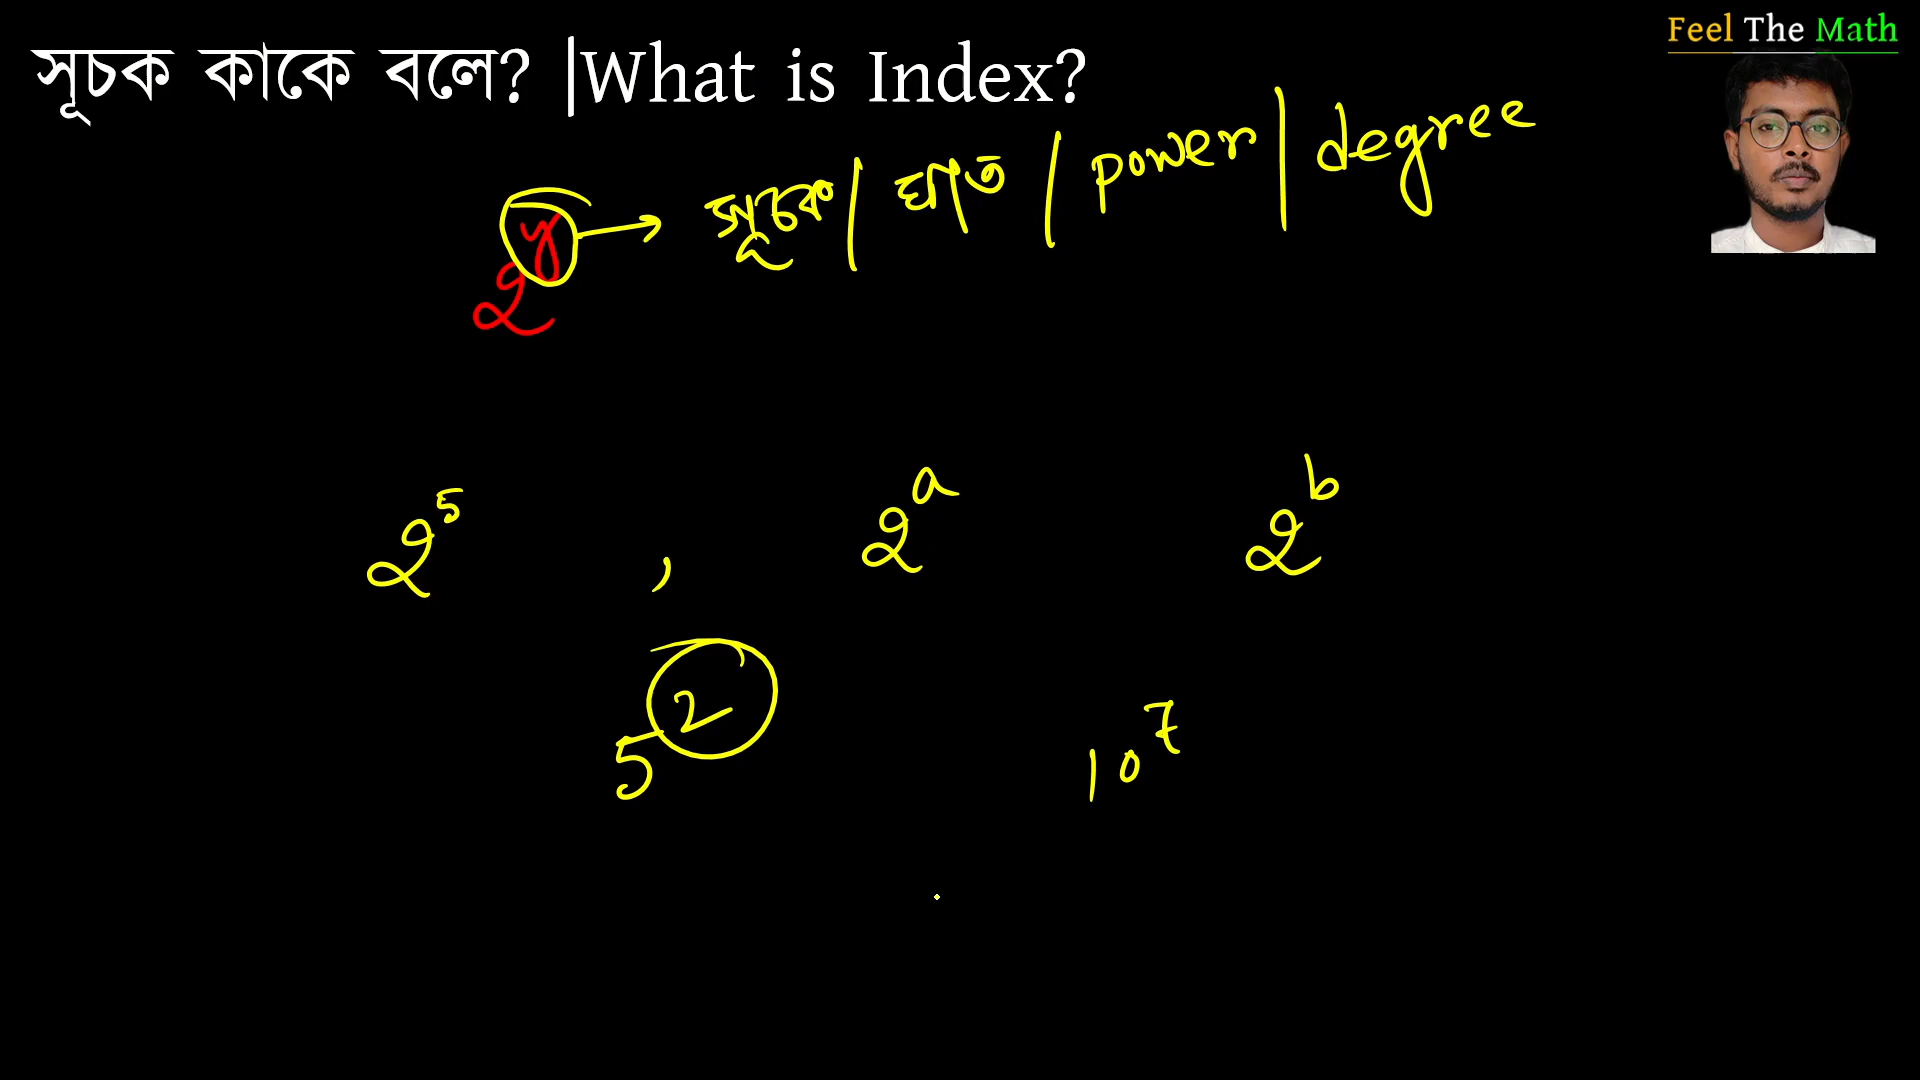 Feel The Math
সূচক কাকে বলে? |What is Index?
2^y → সূচক | ঘাত | power | degree
2^5 , 2^a 2^b
5^2 10^7